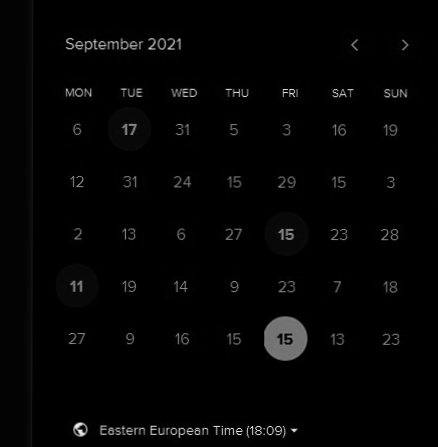 September 2021
MON TUE WED THU FRI SAT SUN
6 17 31 5 3 16 19
12 31 24 15 29 15 3
2 13 6 27 15 23 28
11 19 14 9 23 7 18
27 9 16 15 15 13 23
Eastern European Time (18:09)